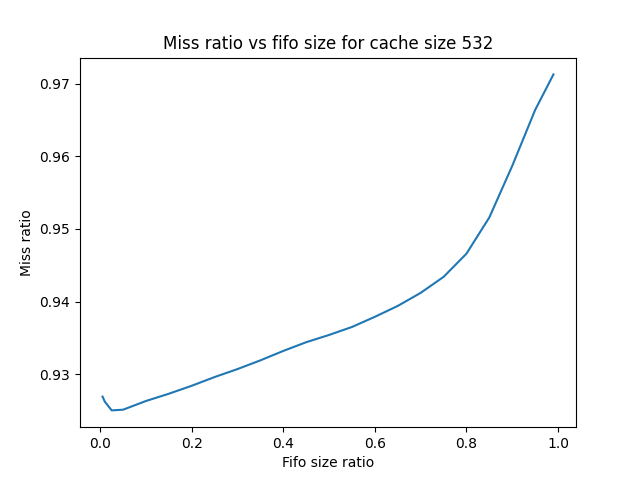 Miss ratio vs fifo size for cache size 532
Miss ratio
0.97
0.96
0.95
0.94
0.93
0.0 0.2 0.4 0.6 0.8 1.0
Fifo size ratio